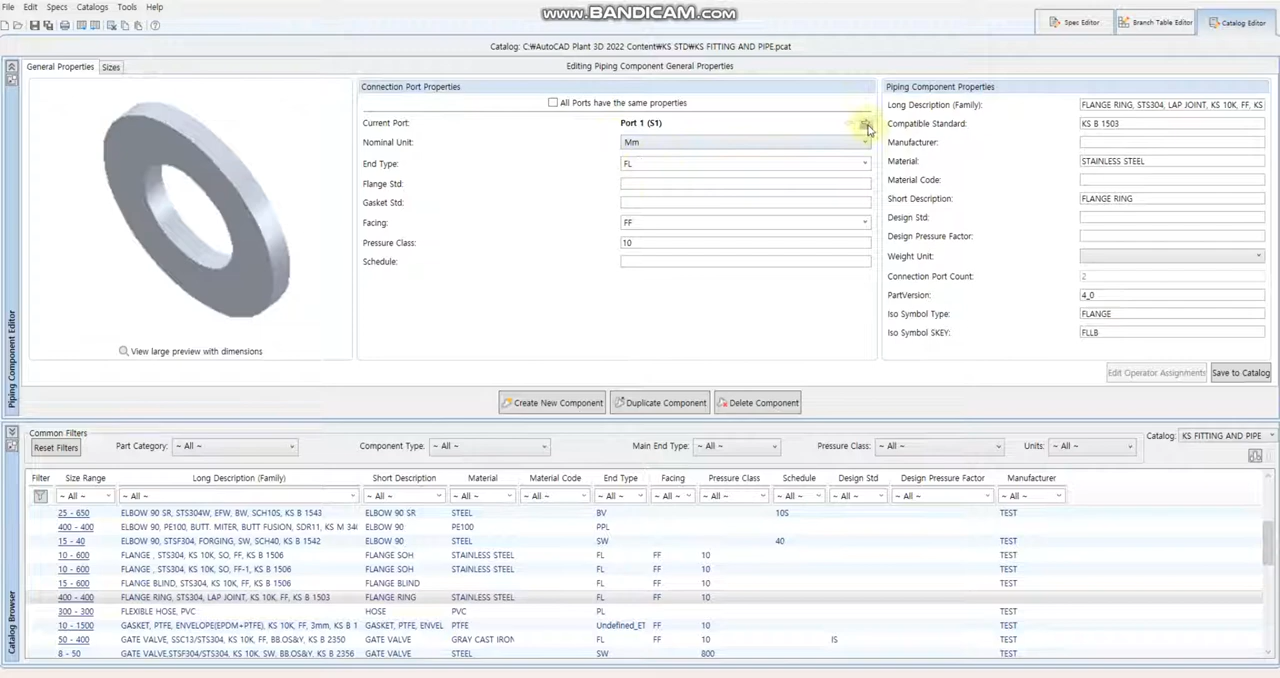 www.BANDICAM.com
File Edit Specs Catalogs Tools Help
Spec Editor Branch Table Editor Catalog Editor
Catalog: C:₩AutoCAD Plant 3D 2022 Content₩KS STD₩KS FITTING AND PIPE.pcat
General Properties Sizes Editing Piping Component General Properties
Connection Port Properties Piping Component Properties
All Ports have the same properties Long Description (Family): FLANGE RING, STS304, LAP JOINT, KS 10K, FF, KS
Current Port: Port 1 (S1) Compatible Standard: KS B 1503
Nominal Unit: Mm Manufacturer:
End Type: FL Material: STAINLESS STEEL
Flange Std: Material Code:
Gasket Std: Short Description: FLANGE RING
Facing: FF Design Std:
Pressure Class: 10 Design Pressure Factor:
Schedule: Weight Unit:
Connection Port Count: 2
PartVersion: 4_0
Iso Symbol Type: FLANGE
Iso Symbol SKEY: FLLB
View large preview with dimensions
Edit Operator Assignments Save to Catalog
Piping Component Editor
Create New Component Duplicate Component Delete Component
Common Filters
Reset Filters Part Category: ~ All ~ Component Type: ~ All ~ Main End Type: ~ All ~ Pressure Class: ~ All ~ Units: ~ All ~ Catalog: KS FITTING AND PIPE
Filter Size Range Long Description (Family) Short Description Material Material Code End Type Facing Pressure Class Schedule Design Std Design Pressure Factor Manufacturer
~ All ~ ~ All ~ ~ All ~ ~ All ~ ~ All ~ ~ All ~ ~ All ~ ~ All ~ ~ All ~ ~ All ~ ~ All ~ ~ All ~
25 - 650 ELBOW 90 SR, STS304W, EFW, BW, SCH10S, KS B 1543 ELBOW 90 SR STEEL BV 10S TEST
400 - 400 ELBOW 90, PE100, BUTT. MITER, BUTT FUSION, SDR11, KS M 340 ELBOW 90 PE100 PPL TEST
15 - 40 ELBOW 90, STSF304, FORGING, SW, SCH40, KS B 1542 ELBOW 90 STEEL SW 40 TEST
10 - 600 FLANGE , STS304, KS 10K, SO, FF, KS B 1506 FLANGE SOH STAINLESS STEEL FL FF 10
10 - 600 FLANGE , STS304, KS 10K, SO, FF-1, KS B 1506 FLANGE SOH STAINLESS STEEL FL FF 10
15 - 600 FLANGE BLIND, STS304, KS 10K, FF, KS B 1506 FLANGE BLIND FL FF 10 TEST
400 - 400 FLANGE RING, STS304, LAP JOINT, KS 10K, FF, KS B 1503 FLANGE RING STAINLESS STEEL FL FF 10
300 - 300 FLEXIBLE HOSE, PVC HOSE PVC PL TEST
10 - 1500 GASKET, PTFE, ENVELOPE(EPDM+PTFE), KS 10K, FF, 3mm, KS B 1 GASKET, PTFE, ENVEL PTFE Undefined_ET FF 10 TEST
50 - 400 GATE VALVE, SSC13/STS304, KS 10K, FF, BB.OS&Y, KS B 2350 GATE VALVE GRAY CAST IRON FL FF 10 IS TEST
8 - 50 GATE VALVE,STSF304/STS304, KS 10K, SW, BB.OS&Y, KS B 2356 GATE VALVE STEEL SW 800 TEST
Catalog Browser